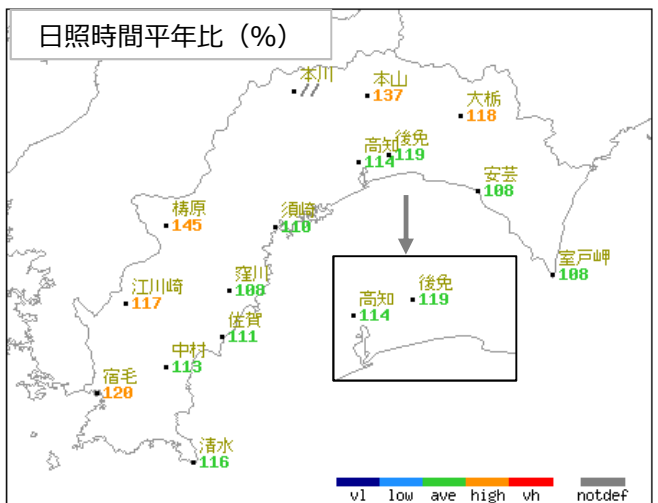 日照時間平年比（%）
本川
//
本山
137
大栃
118
高知
114
後免
119
安芸
108
梼原
145
須崎
110
室戸岬
108
窪川
108
江川崎
117
佐賀
111
中村
113
宿毛
120
清水
116
後免
119
高知
114
vl low ave high vh notdef